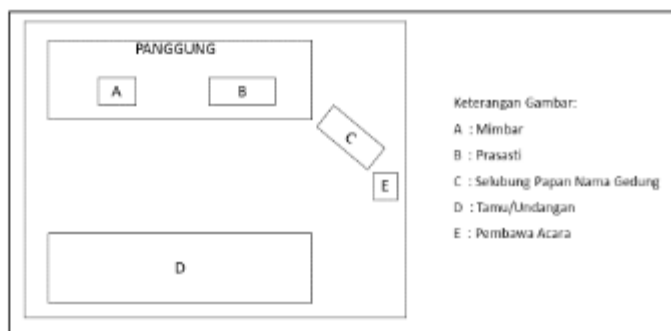 PANGGUNG
A
B
C
E
D
Keterangan Gambar:
A : Mimbar
B : Prasasti
C : Selubung Papan Nama Gedung
D : Tamu/Undangan
E : Pembawa Acara